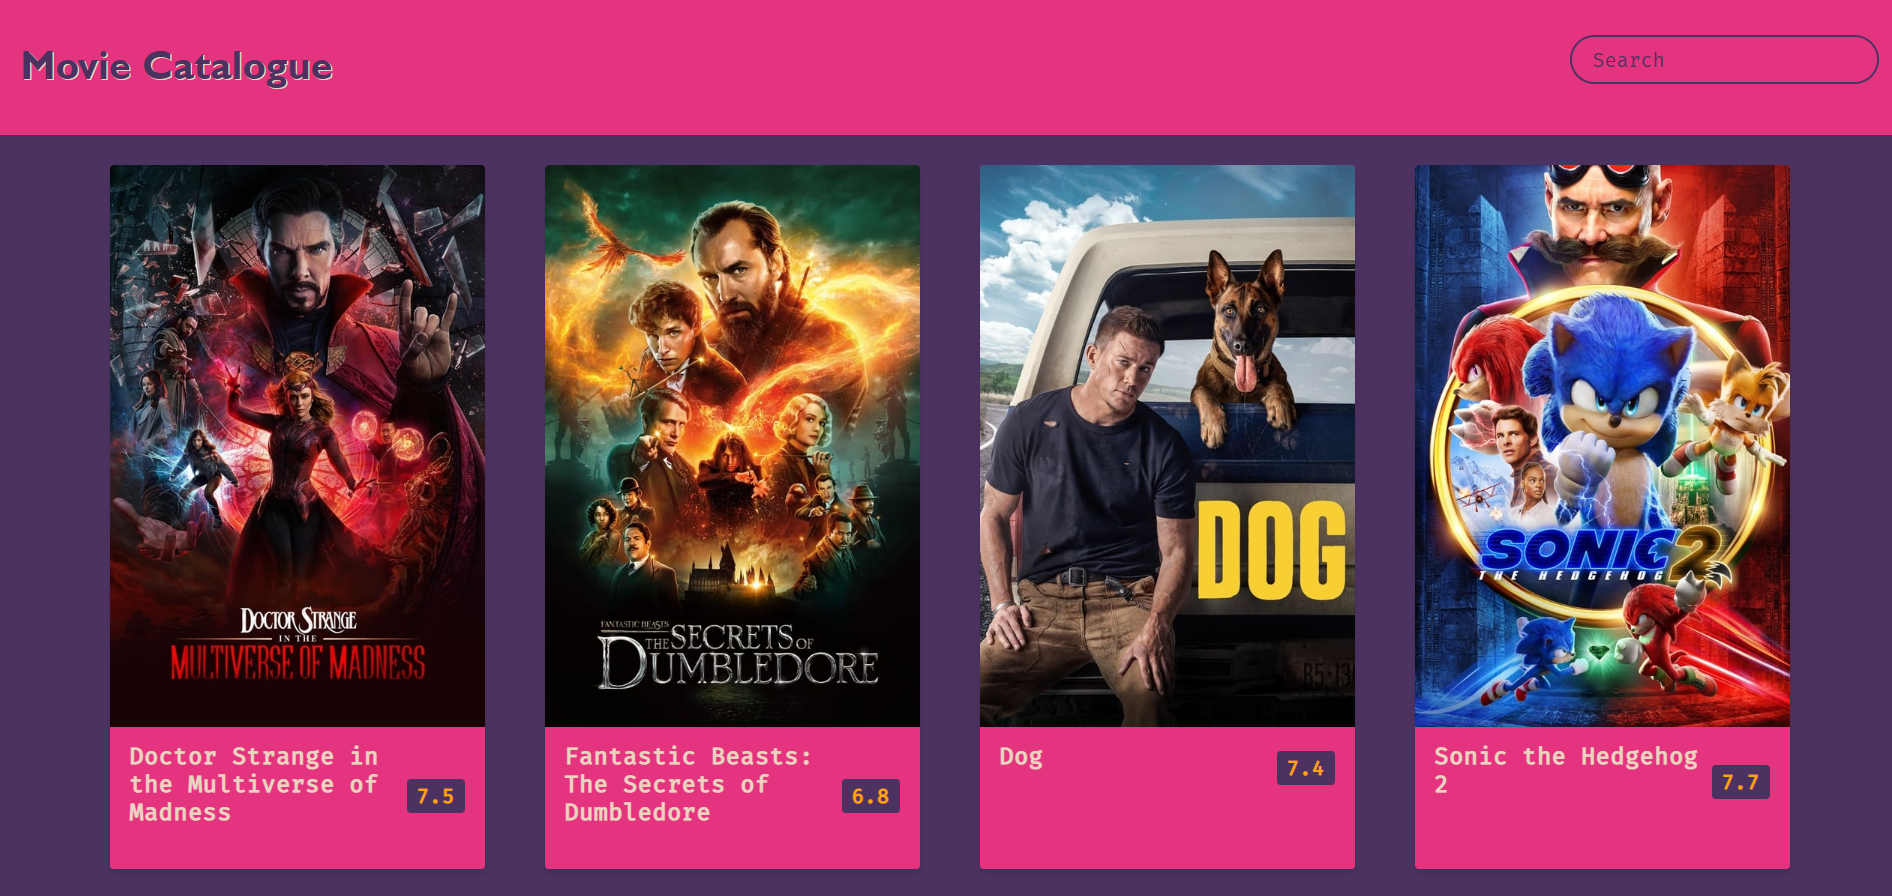 Movie Catalogue
Search
DOCTOR STRANGE
IN THE
MULTIVERSE OF MADNESS
FANTASTIC BEASTS
THE SECRETS OF
DUMBLEDORE
DOG
SONIC 2
THE HEDGEHOG
Doctor Strange in
the Multiverse of
Madness
7.5
Fantastic Beasts:
The Secrets of
Dumbledore
6.8
Dog
7.4
Sonic the Hedgehog
2
7.7